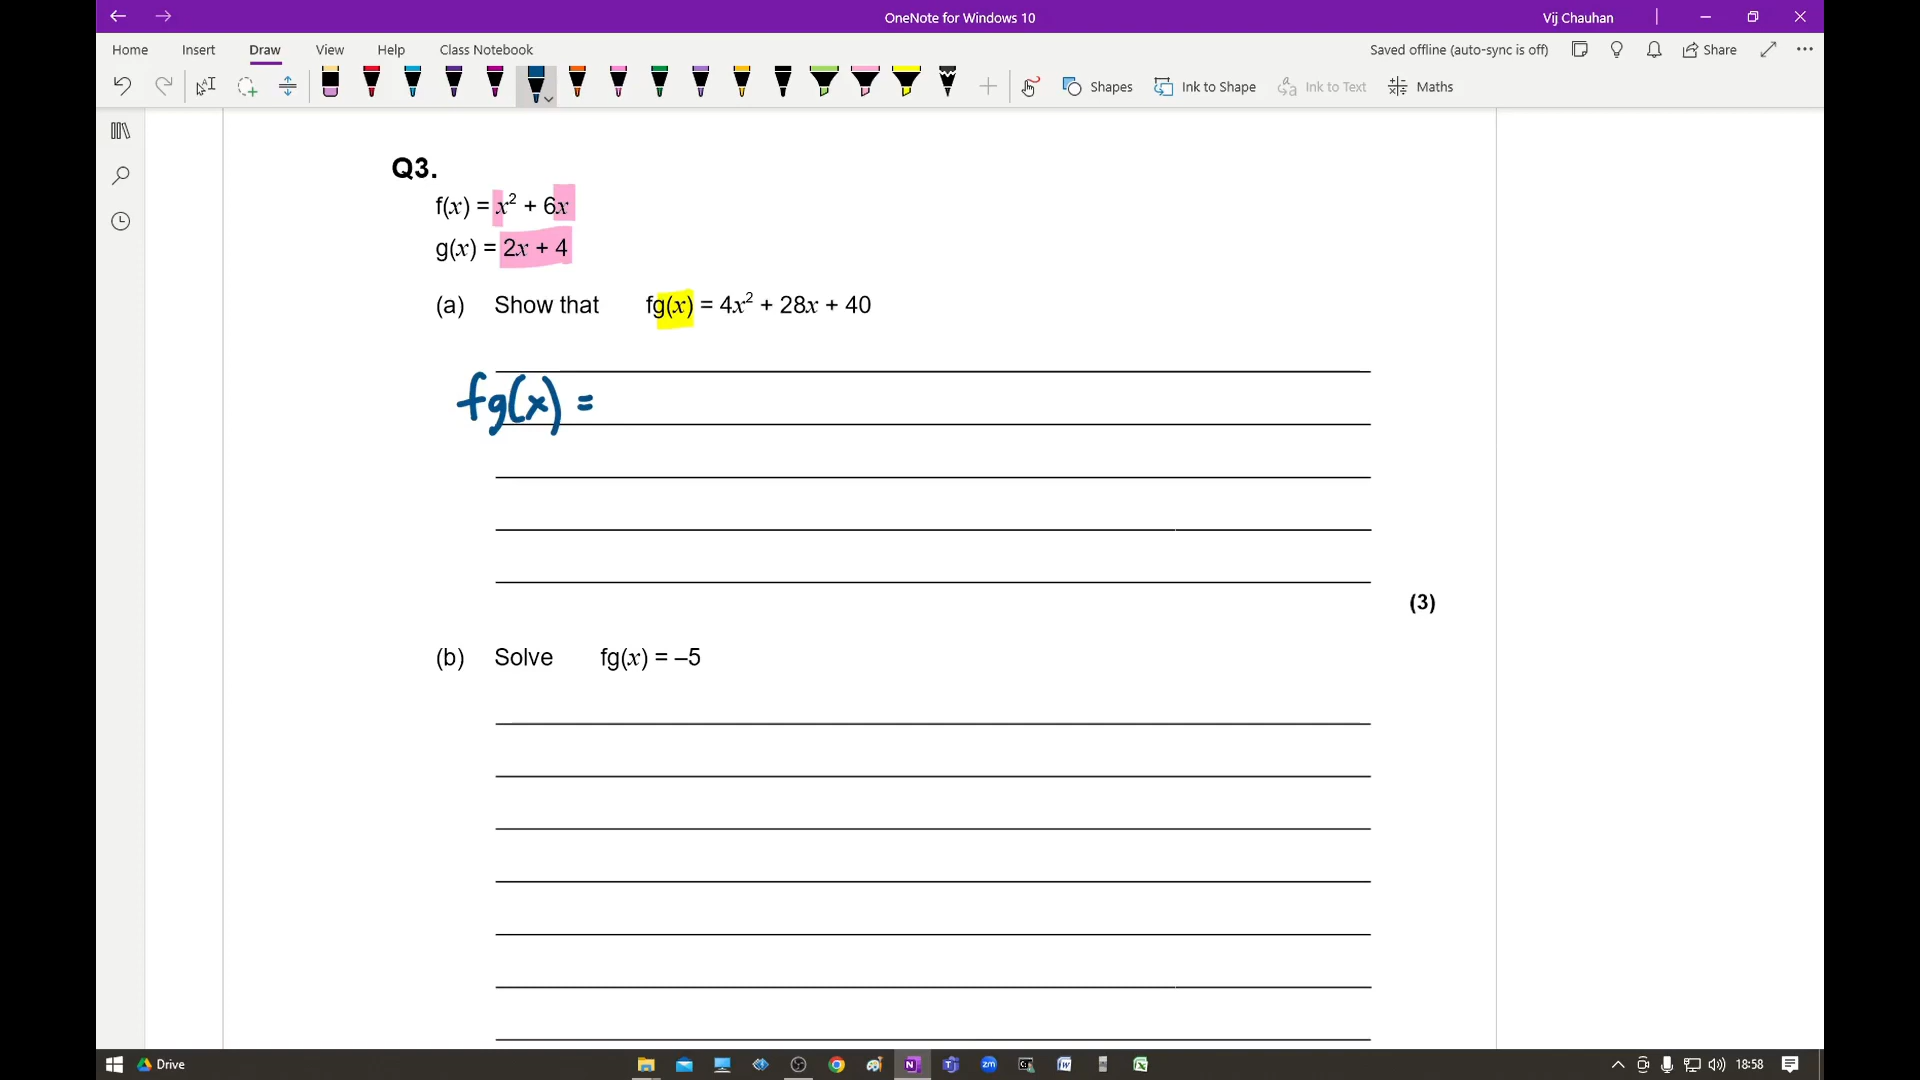 OneNote for Windows 10
Vij Chauhan
Home Insert Draw View Help Class Notebook
Saved offline (auto-sync is off) Share
Shapes Ink to Shape Ink to Text Maths
Q3.
f(x) = x² + 6x
g(x) = 2x + 4
(a) Show that fg(x) = 4x² + 28x + 40
fg(x) =
(3)
(b) Solve fg(x) = –5
Drive
18:58